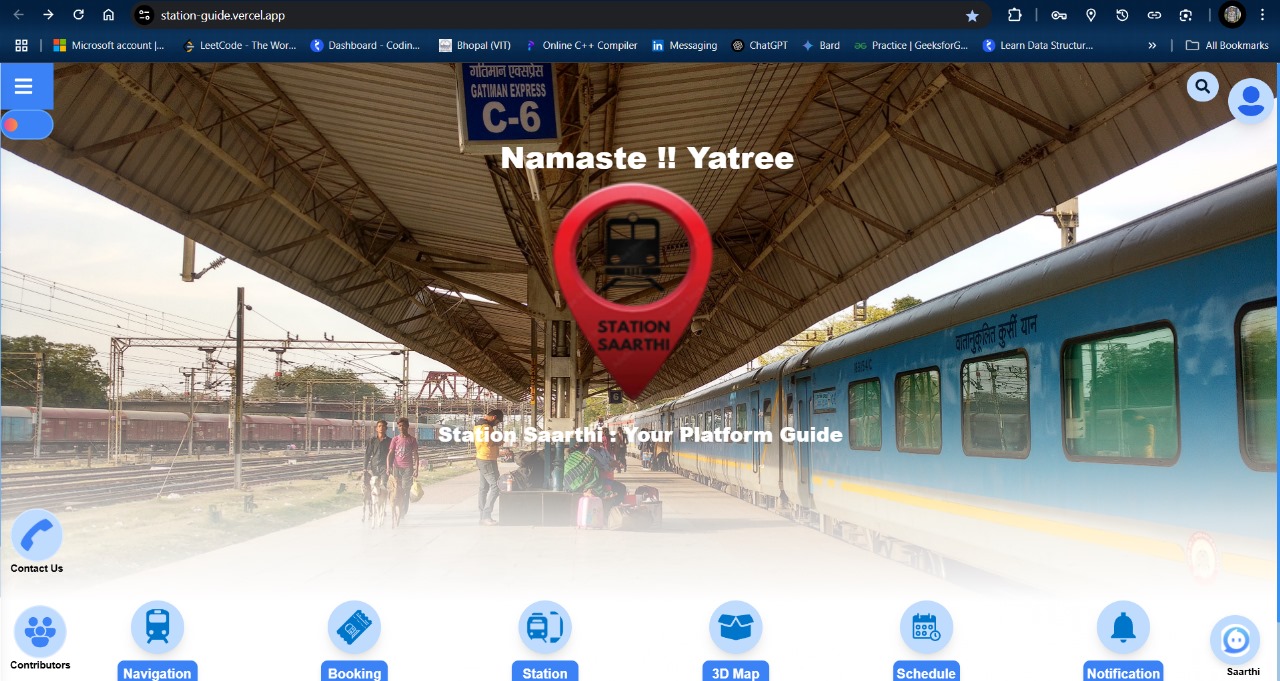 station-guide.vercel.app
Microsoft account |...
LeetCode - The Wor...
Dashboard - Codin...
Bhopal (VIT)
Online C++ Compiler
Messaging
ChatGPT
Bard
Practice | GeeksforG...
Learn Data Structur...
»
All Bookmarks
गतिमान एक्सप्रेस
GATIMAN EXPRESS
C-6
Namaste !! Yatree
STATION
SAARTHI
वातानुकूलित कुर्सी यान
6
Station Saarthi : Your Platform Guide
Contact Us
Contributors
Navigation
Booking
Station
3D Map
Schedule
Notification
Saarthi